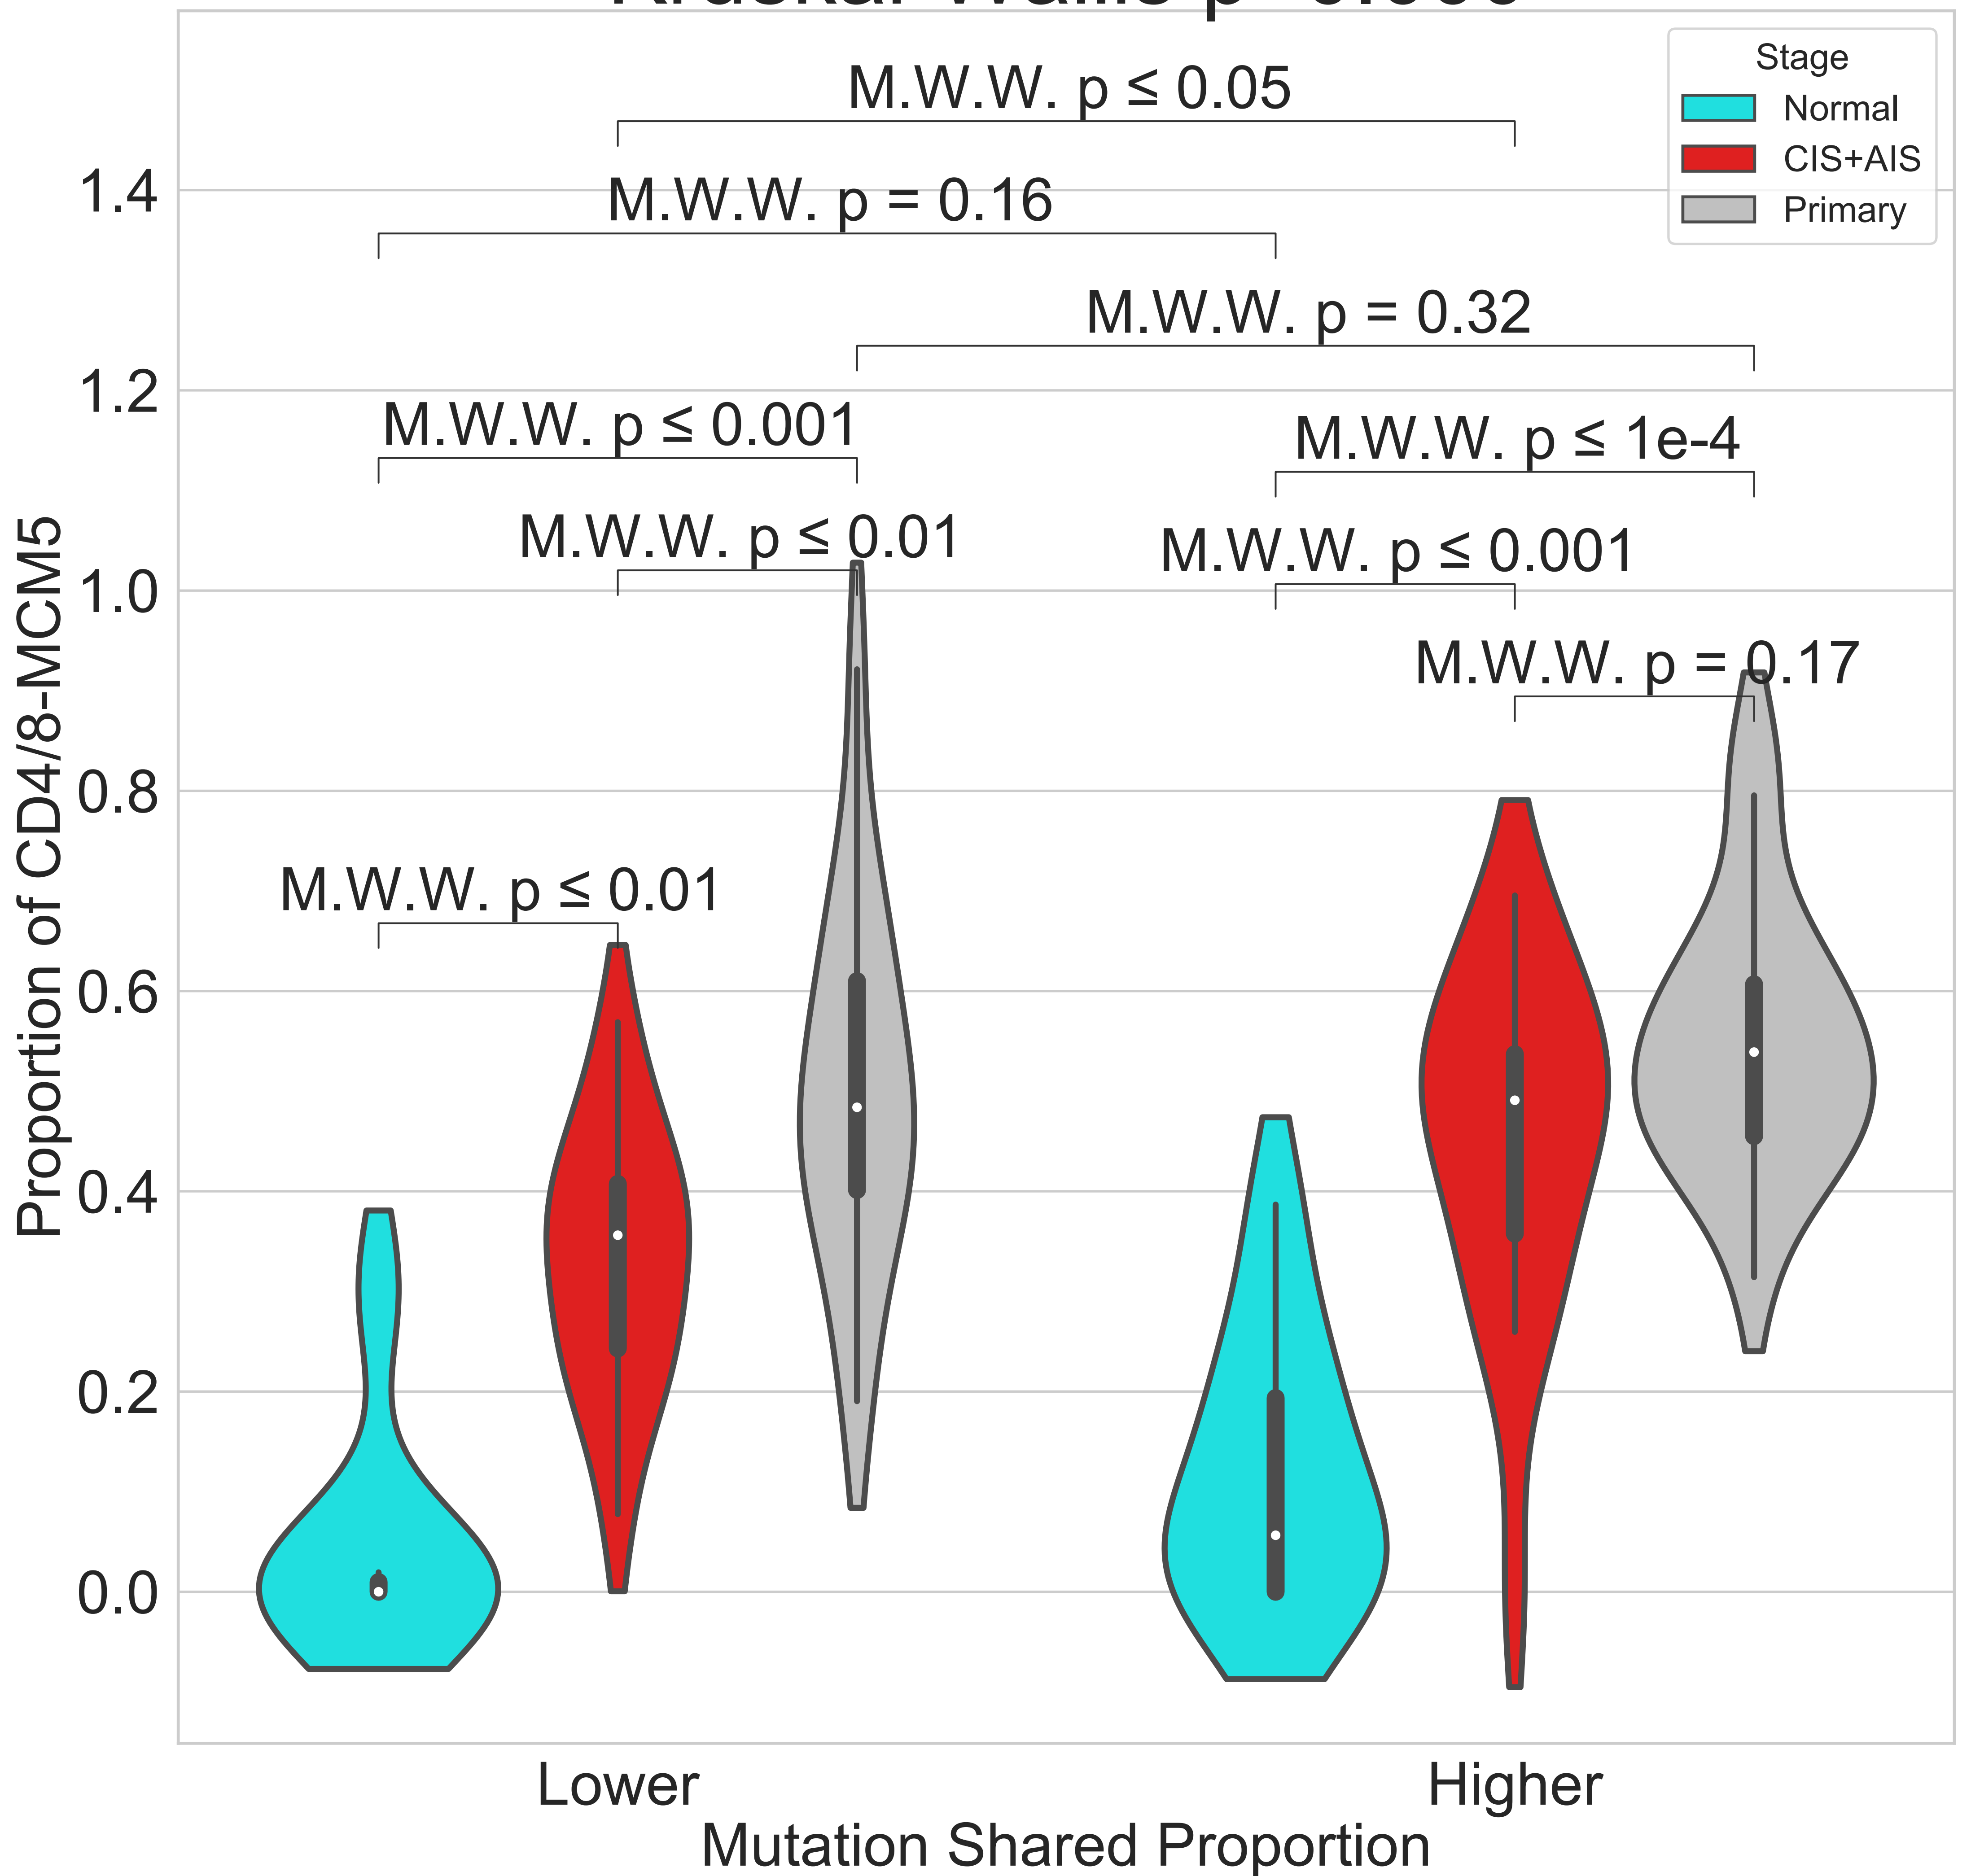 Stage
Normal
CIS+AIS
Primary
M.W.W. p ≤ 0.05
M.W.W. p = 0.16
M.W.W. p = 0.32
M.W.W. p ≤ 0.001
M.W.W. p ≤ 1e-4
M.W.W. p ≤ 0.01
M.W.W. p ≤ 0.001
M.W.W. p = 0.17
M.W.W. p ≤ 0.01
1.4
1.2
1.0
0.8
0.6
0.4
0.2
0.0
Proportion of CD4/8-MCM5
Lower
Higher
Mutation Shared Proportion